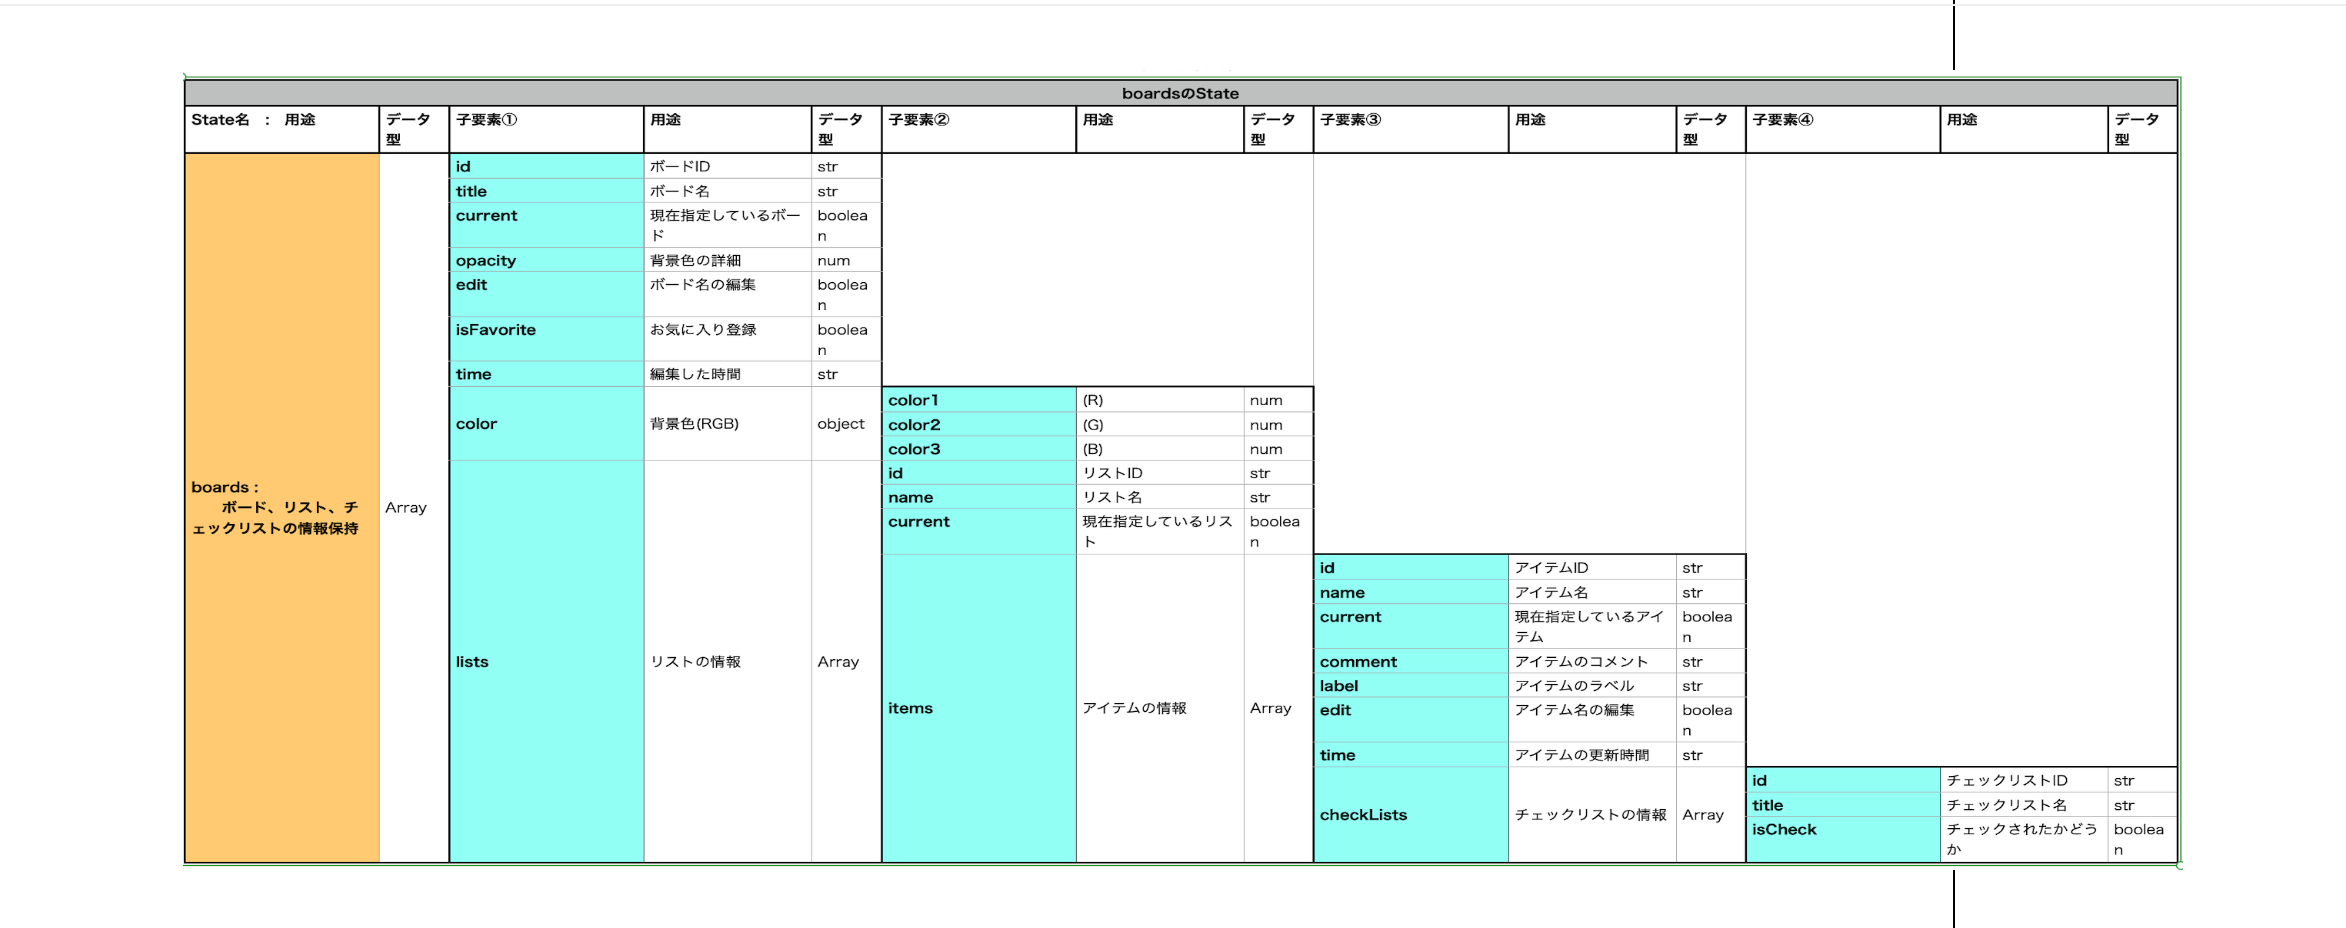 boardsのState
State名 : 用途 データ型 子要素① 用途 データ型 子要素② 用途 データ型 子要素③ 用途 データ型 子要素④ 用途 データ型
boards :
ボード、リスト、チ
ェックリストの情報保持
Array
id ボードID str
title ボード名 str
current 現在指定しているボード boolean
opacity 背景色の詳細 num
edit ボード名の編集 boolean
isFavorite お気に入り登録 boolean
time 編集した時間 str
color 背景色(RGB) object
color1 (R) num
color2 (G) num
color3 (B) num
lists リストの情報 Array
id リストID str
name リスト名 str
current 現在指定しているリスト boolean
items アイテムの情報 Array
id アイテムID str
name アイテム名 str
current 現在指定しているアイテム boolean
comment アイテムのコメント str
label アイテムのラベル str
edit アイテム名の編集 boolean
time アイテムの更新時間 str
checkLists チェックリストの情報 Array
id チェックリストID str
title チェックリスト名 str
isCheck チェックされたかどうか boolean